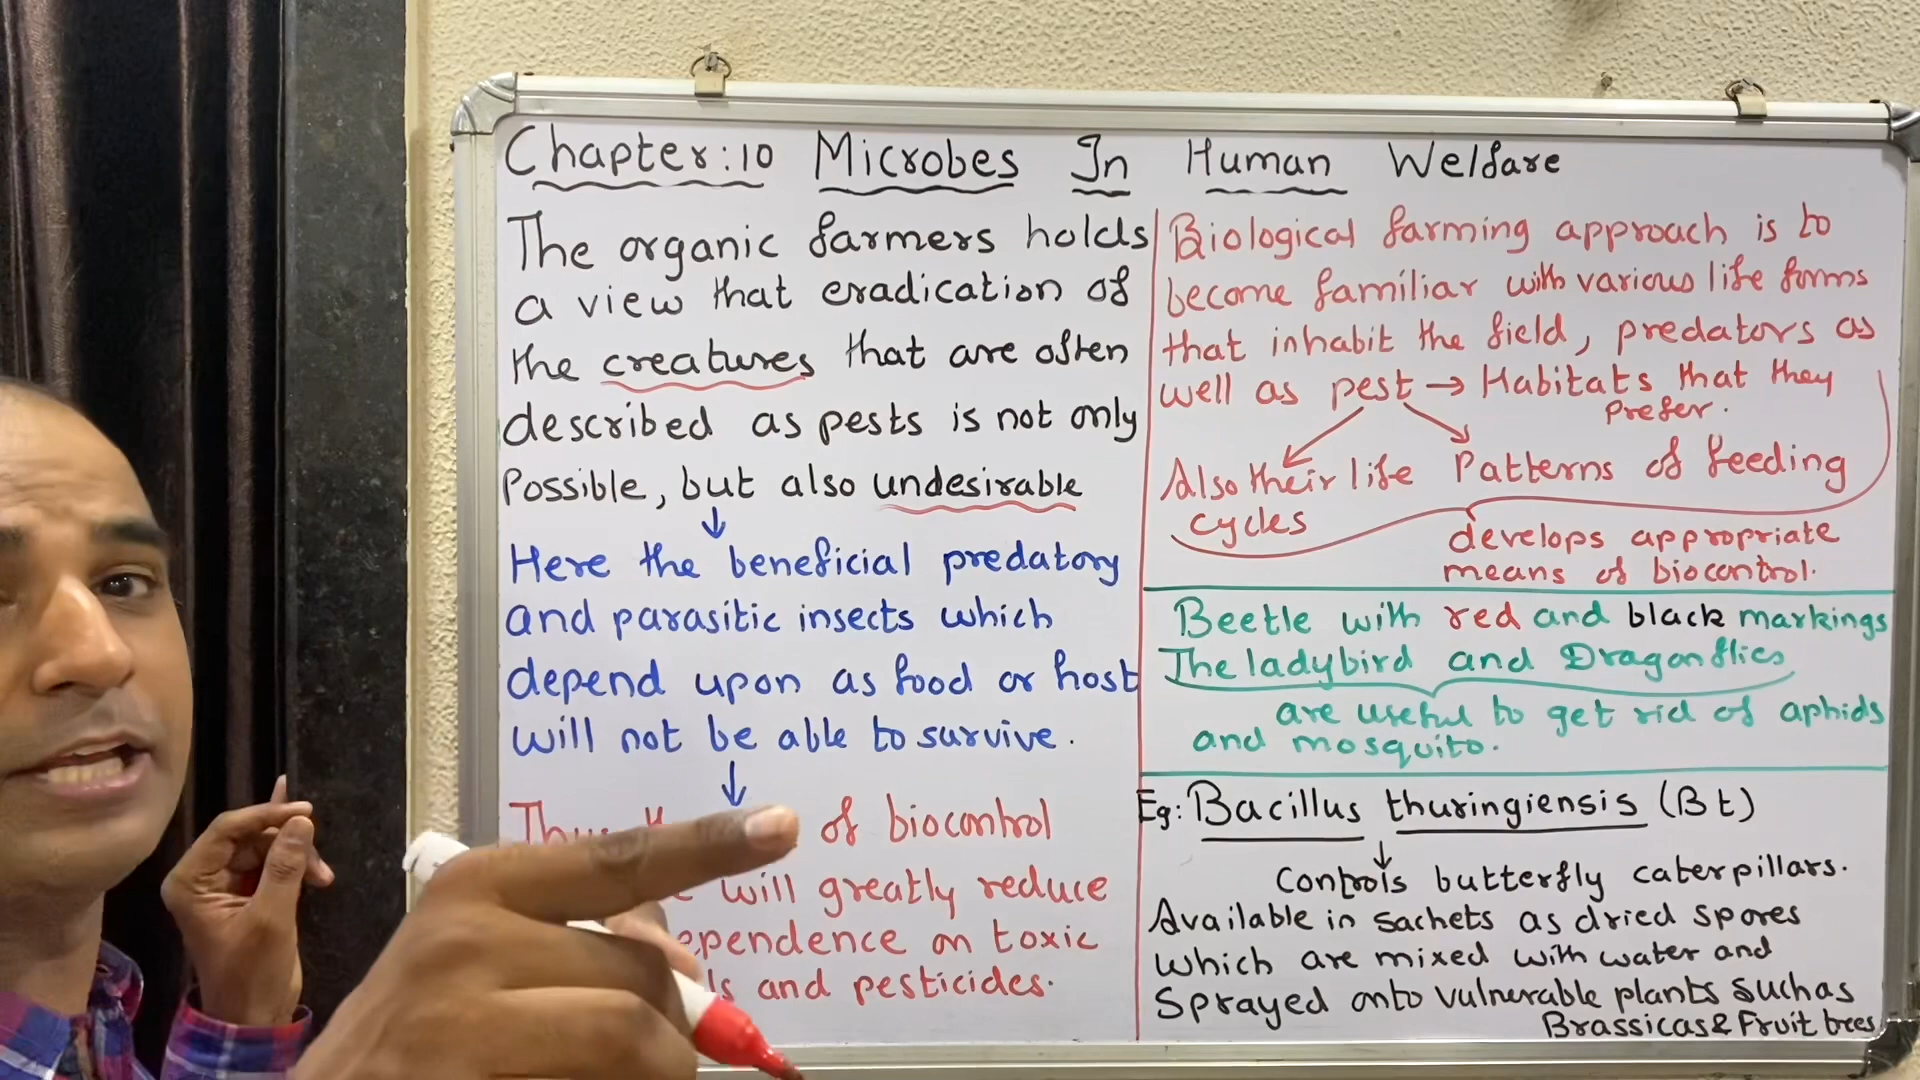 Chapter:10 Microbes In Human Welfare
The organic farmers holds
a view that eradication of
the creatures that are often
described as pests is not only
Possible, but also undesirable
Here the beneficial predatory
and parasitic insects which
depend upon as food or host
will not be able to survive.
Thus of biocontrol
will greatly reduce
ependence on toxic
ls and pesticides.
Biological farming approach is to
become familiar with various life forms
that inhabit the field, predators as
well as pest → Habitats that they
Prefer.
Also their life Patterns of feeding
cycles
develops appropriate
means of biocontrol.
Beetle with red and black markings
The ladybird and Dragonflies
are useful to get rid of aphids
and mosquito.
Eg: Bacillus thuringiensis (Bt)
Controls butterfly caterpillars.
Available in sachets as dried spores
Which are mixed with water and
Sprayed onto vulnerable plants such as
Brassicas & Fruit trees